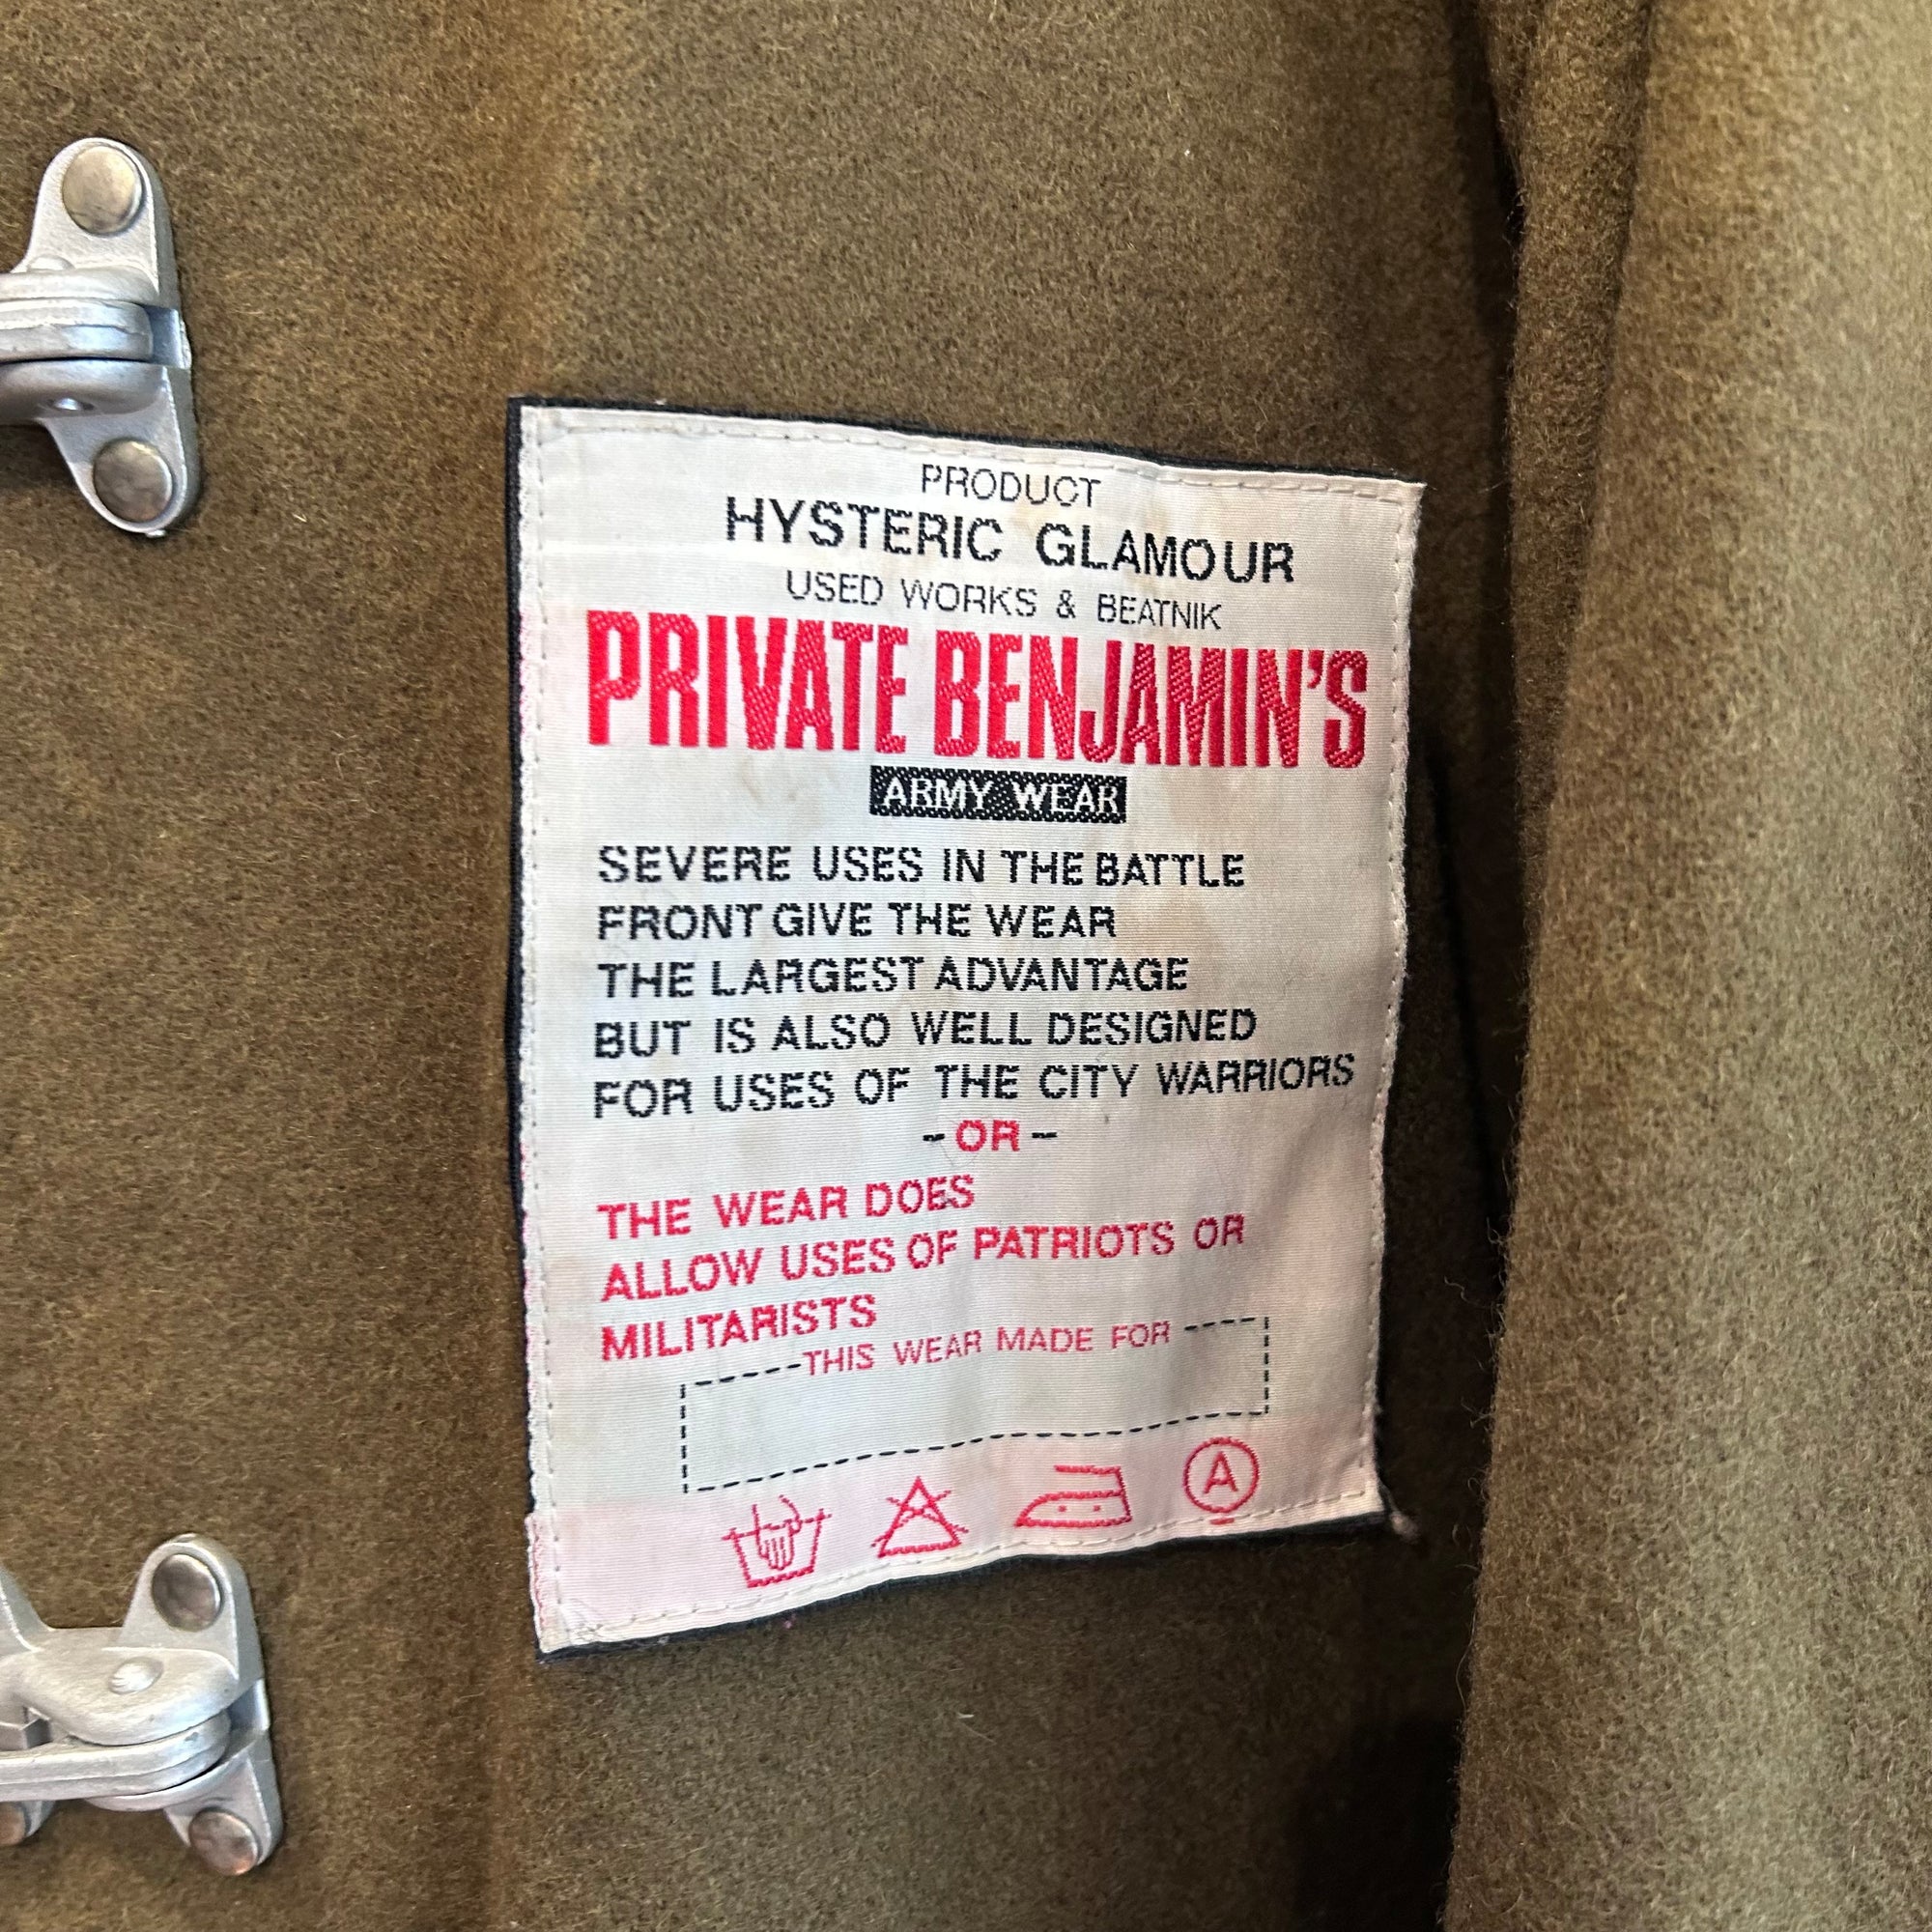 PRODUCT
HYSTERIC GLAMOUR
USED WORKS & BEATNIK
PRIVATE BENJAMIN'S
ARMY WEAR
SEVERE USES IN THE BATTLE
FRONT GIVE THE WEAR
THE LARGEST ADVANTAGE
BUT IS ALSO WELL DESIGNED
FOR USES OF THE CITY WARRIORS
-OR-
THE WEAR DOES
ALLOW USES OF PATRIOTS OR
MILITARISTS
THIS WEAR MADE FOR
A